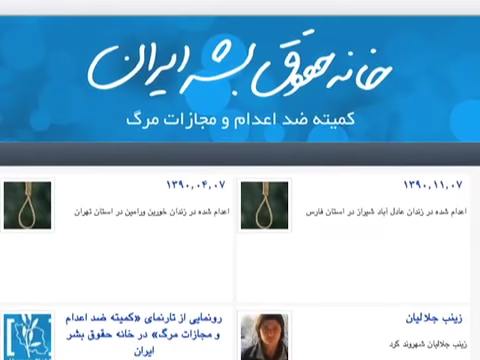 خانه حقوق بشر ایران
کمیته ضد اعدام و مجازات مرگ
۱۳۹۰,۱۱,۰۷
اعدام شده در زندان عادل آباد شیراز در استان فارس
۱۳۹۰,۰۴,۰۷
اعدام شده در زندان خورین ورامین در استان تهران
زینب جلالیان
زینب جلالیان شهروند کرد
رونمایی از تارنمای «کمیته ضد اعدام
و مجازات مرگ» در خانه حقوق بشر
ایران